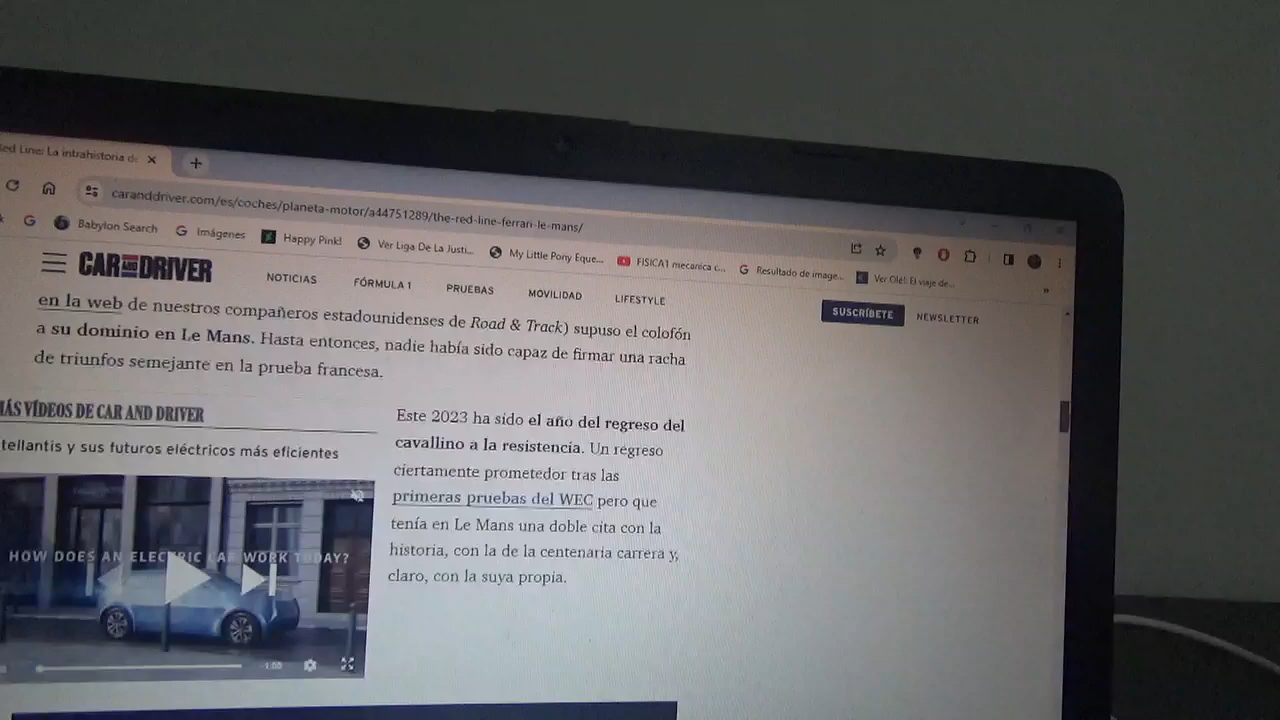 Red Line: La intrahistoria de
caranddriver.com/es/coches/planeta-motor/a44751289/the-red-line-ferrari-le-mans/
Babylon Search
Imágenes
Happy Pink!
Ver Liga De La Justi...
My Little Pony Eque...
FISICA1 mecanica c...
Resultado de image...
Ver Olé!: El viaje de...
CAR AND DRIVER
NOTICIAS
FÓRMULA 1
PRUEBAS
MOVILIDAD
LIFESTYLE
SUSCRÍBETE
NEWSLETTER
en la web de nuestros compañeros estadounidenses de Road & Track) supuso el colofón
a su dominio en Le Mans. Hasta entonces, nadie había sido capaz de firmar una racha
de triunfos semejante en la prueba francesa.
MÁS VÍDEOS DE CAR AND DRIVER
tellantis y sus futuros eléctricos más eficientes
HOW DOES AN ELECTRIC CAR WORK TODAY?
-1:00
Este 2023 ha sido el año del regreso del
cavallino a la resistencia. Un regreso
ciertamente prometedor tras las
primeras pruebas del WEC pero que
tenía en Le Mans una doble cita con la
historia, con la de la centenaria carrera y,
claro, con la suya propia.